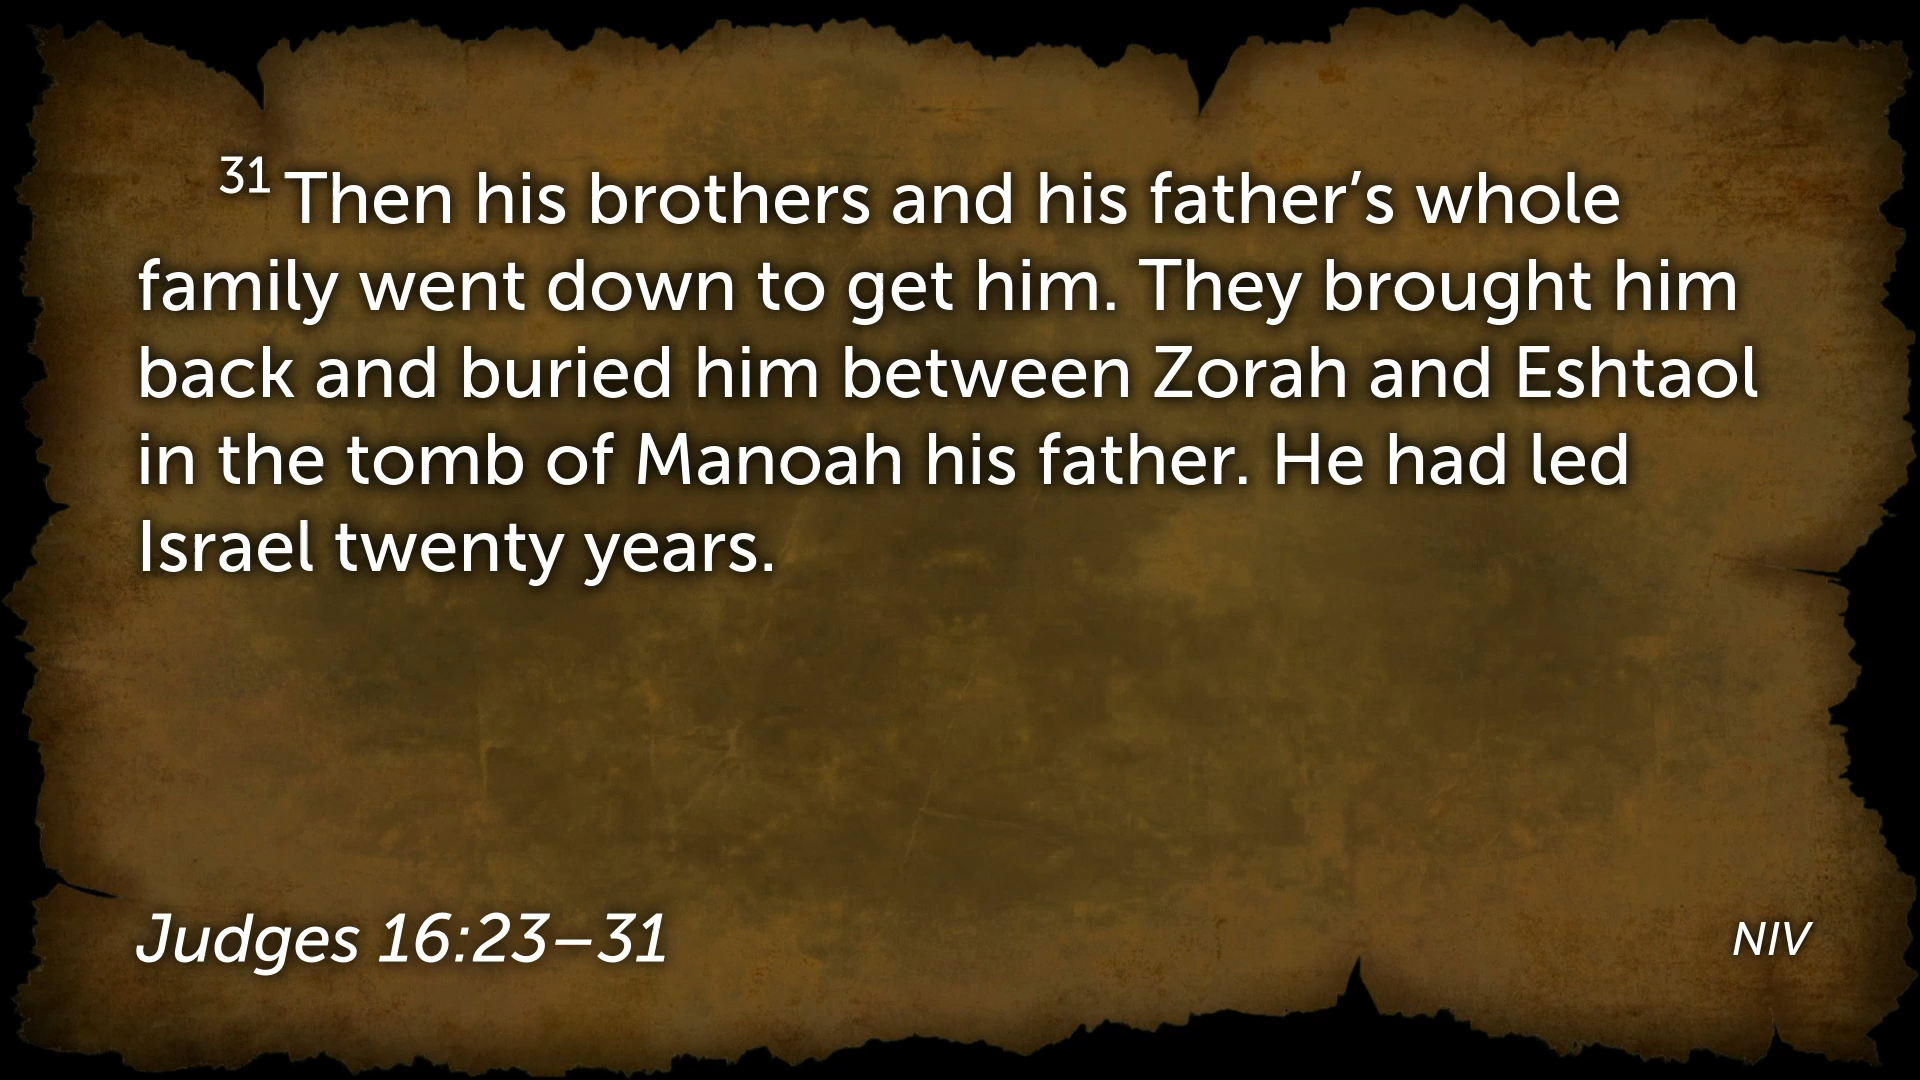 31 Then his brothers and his father’s whole
family went down to get him. They brought him
back and buried him between Zorah and Eshtaol
in the tomb of Manoah his father. He had led
Israel twenty years.
Judges 16:23–31
NIV